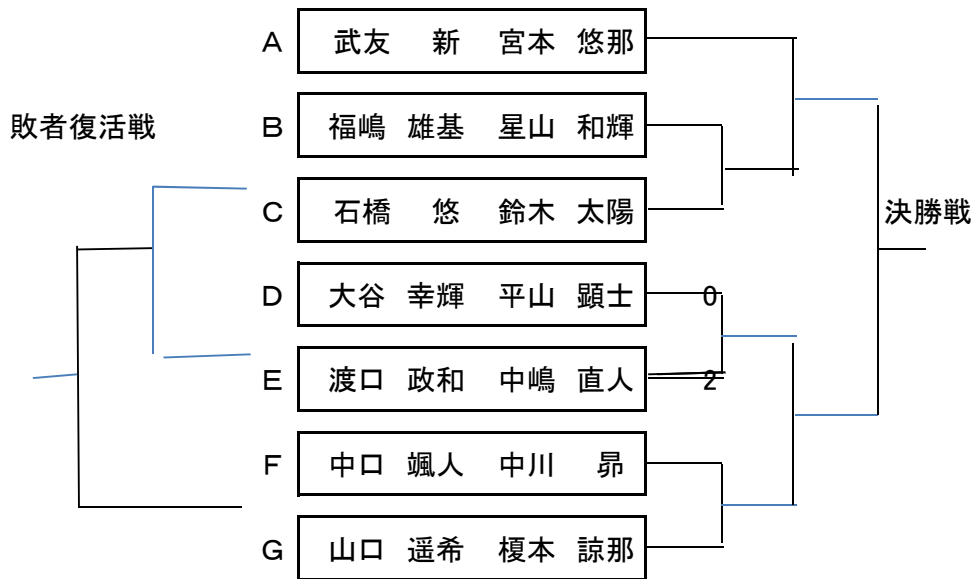 A 武友 新 宮本 悠那
敗者復活戦
B 福嶋 雄基 星山 和輝
C 石橋 悠 鈴木 太陽
決勝戦
D 大谷 幸輝 平山 顕士 0
E 渡口 政和 中嶋 直人 2
F 中口 颯人 中川 昴
G 山口 遥希 榎本 諒那